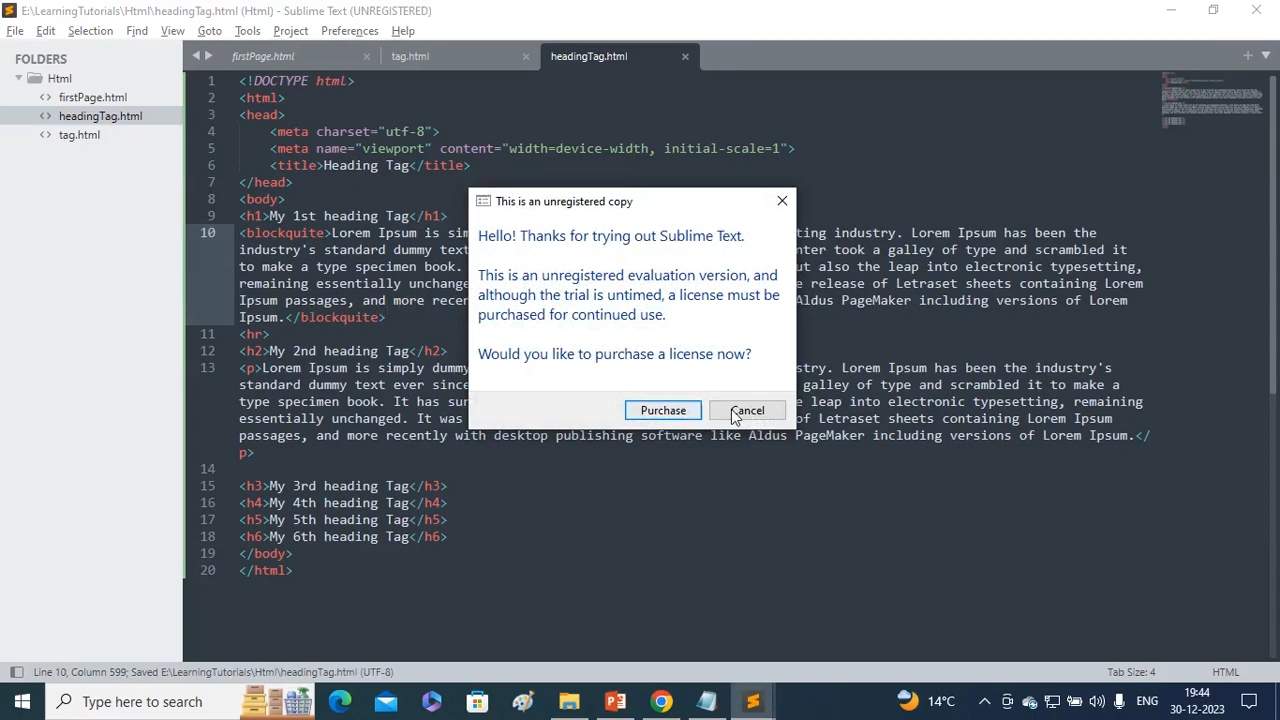 E:\LearningTutorials\Html\headingTag.html (Html) - Sublime Text (UNREGISTERED)
File Edit Selection Find View Goto Tools Project Preferences Help
FOLDERS
Html
firstPage.html
headingTag.html
tag.html
firstPage.html tag.html headingTag.html
1 <!DOCTYPE html>
2 <html>
3 <head>
4 <meta charset="utf-8">
5 <meta name="viewport" content="width=device-width, initial-scale=1">
6 <title>Heading Tag</title>
7 </head>
8 <body>
9 <h1>My 1st heading Tag</h1>
10 <blockquite>Lorem Ipsum is ting industry. Lorem Ipsum has been the
industry's standard dummy text took a galley of type and scrambled it
to make a type specimen book. also the leap into electronic typesetting,
remaining essentially release of Letraset sheets containing Lorem
Ipsum passages, and more Aldus PageMaker including versions of Lorem
Ipsum.</blockquite>
11 <hr>
12 <h2>My 2nd heading Tag</h2>
13 <p>Lorem Ipsum is simply Lorem Ipsum has been the industry's
standard dummy text ever galley of type and scrambled it to make a
type specimen book. It has leap into electronic typesetting, remaining
essentially unchanged. It was of Letraset sheets containing Lorem Ipsum
passages, and more recently with desktop publishing software like Aldus PageMaker including versions of Lorem Ipsum.</
p>
14
15 <h3>My 3rd heading Tag</h3>
16 <h4>My 4th heading Tag</h4>
17 <h5>My 5th heading Tag</h5>
18 <h6>My 6th heading Tag</h6>
19 </body>
20 </html>
This is an unregistered copy
Hello! Thanks for trying out Sublime Text.
This is an unregistered evaluation version, and
although the trial is untimed, a license must be
purchased for continued use.
Would you like to purchase a license now?
Purchase Cancel
Line 10, Column 599; Saved E:\LearningTutorials\Html\headingTag.html (UTF-8) Tab Size: 4 HTML
Type here to search
14°C ENG
19:44
30-12-2023